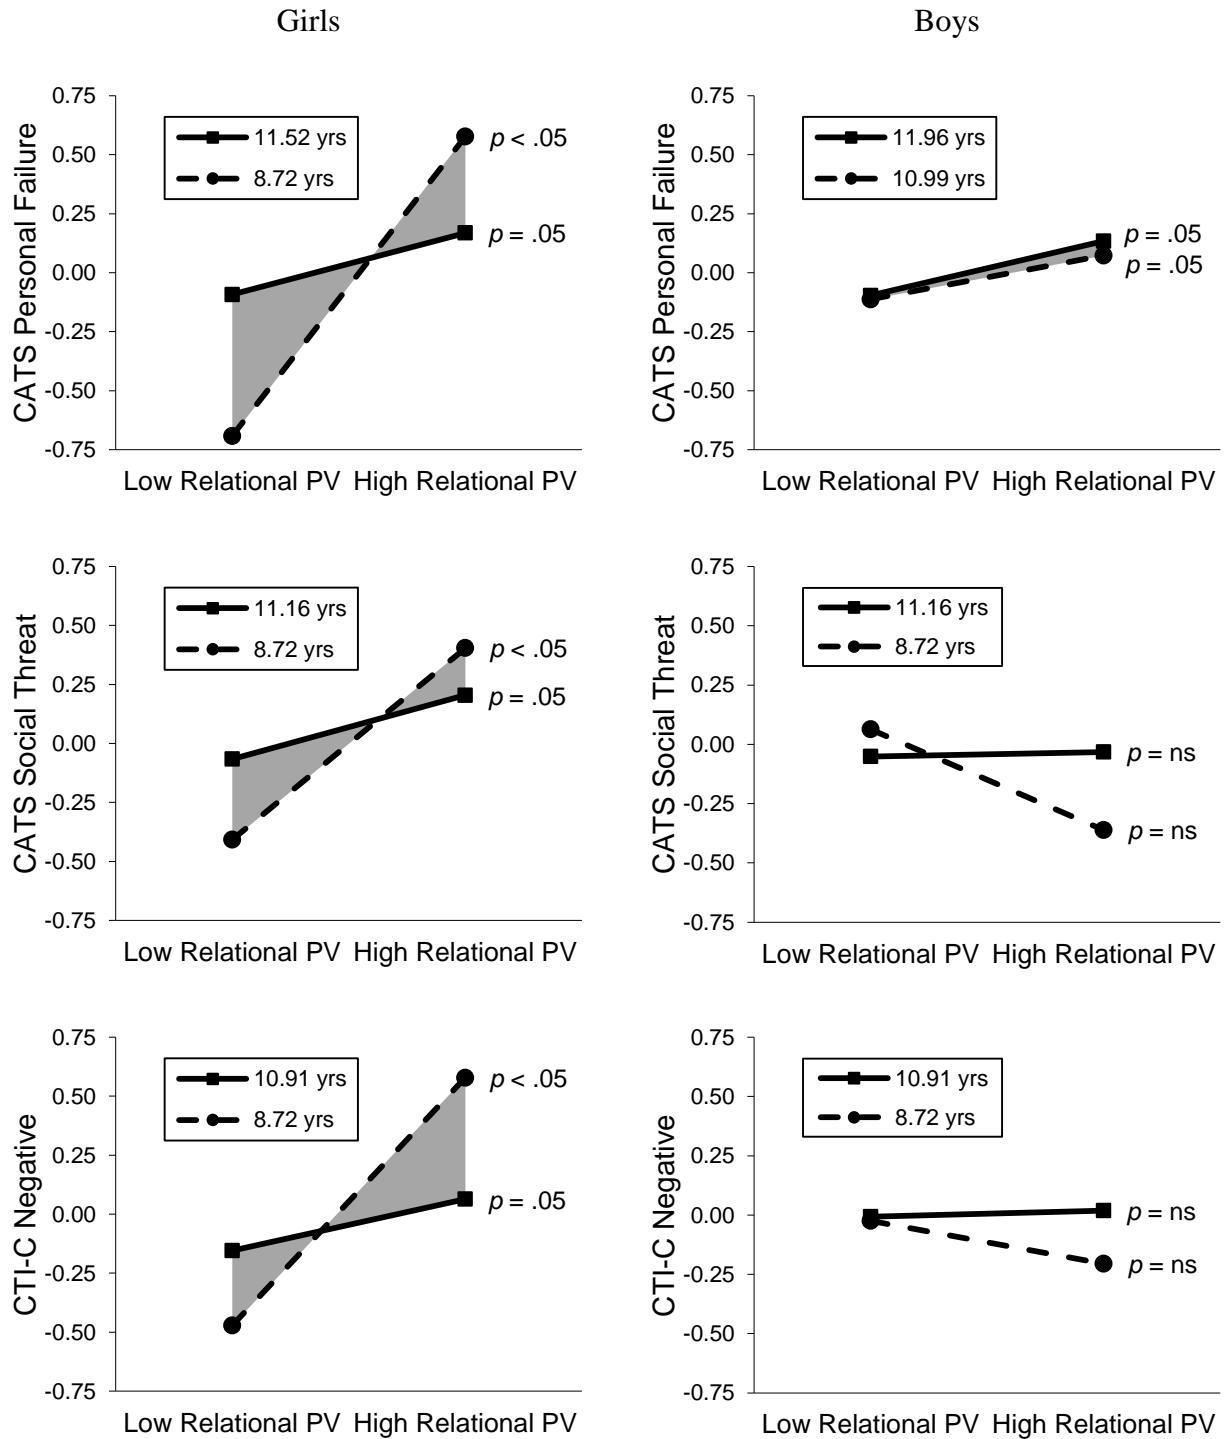 Girls
Boys
CATS Personal Failure
0.75
0.50
0.25
0.00
-0.25
-0.50
-0.75
11.52 yrs
8.72 yrs
p < .05
p = .05
Low Relational PV High Relational PV
CATS Personal Failure
0.75
0.50
0.25
0.00
-0.25
-0.50
-0.75
11.96 yrs
10.99 yrs
p = .05
p = .05
Low Relational PV High Relational PV
CATS Social Threat
0.75
0.50
0.25
0.00
-0.25
-0.50
-0.75
11.16 yrs
8.72 yrs
p < .05
p = .05
Low Relational PV High Relational PV
CATS Social Threat
0.75
0.50
0.25
0.00
-0.25
-0.50
-0.75
11.16 yrs
8.72 yrs
p = ns
p = ns
Low Relational PV High Relational PV
CTI-C Negative
0.75
0.50
0.25
0.00
-0.25
-0.50
-0.75
10.91 yrs
8.72 yrs
p < .05
p = .05
Low Relational PV High Relational PV
CTI-C Negative
0.75
0.50
0.25
0.00
-0.25
-0.50
-0.75
10.91 yrs
8.72 yrs
p = ns
p = ns
Low Relational PV High Relational PV